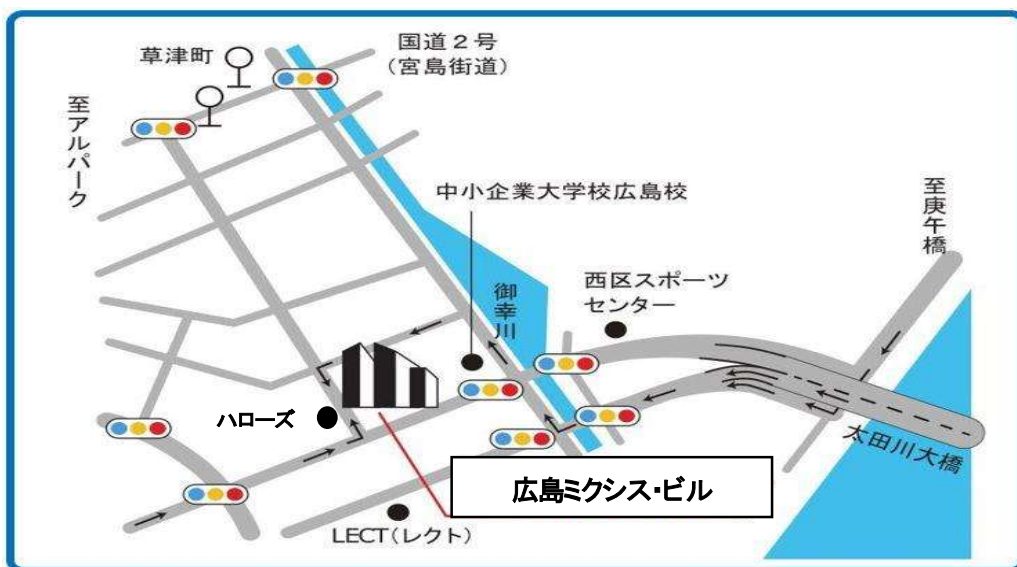 草津町
国道2号
(宮島街道)
至アルパーク
中小企業大学校広島校
至庚午橋
御幸川
西区スポーツ
センター
ハローズ
太田川大橋
広島ミクシス・ビル
LECT(レクト)